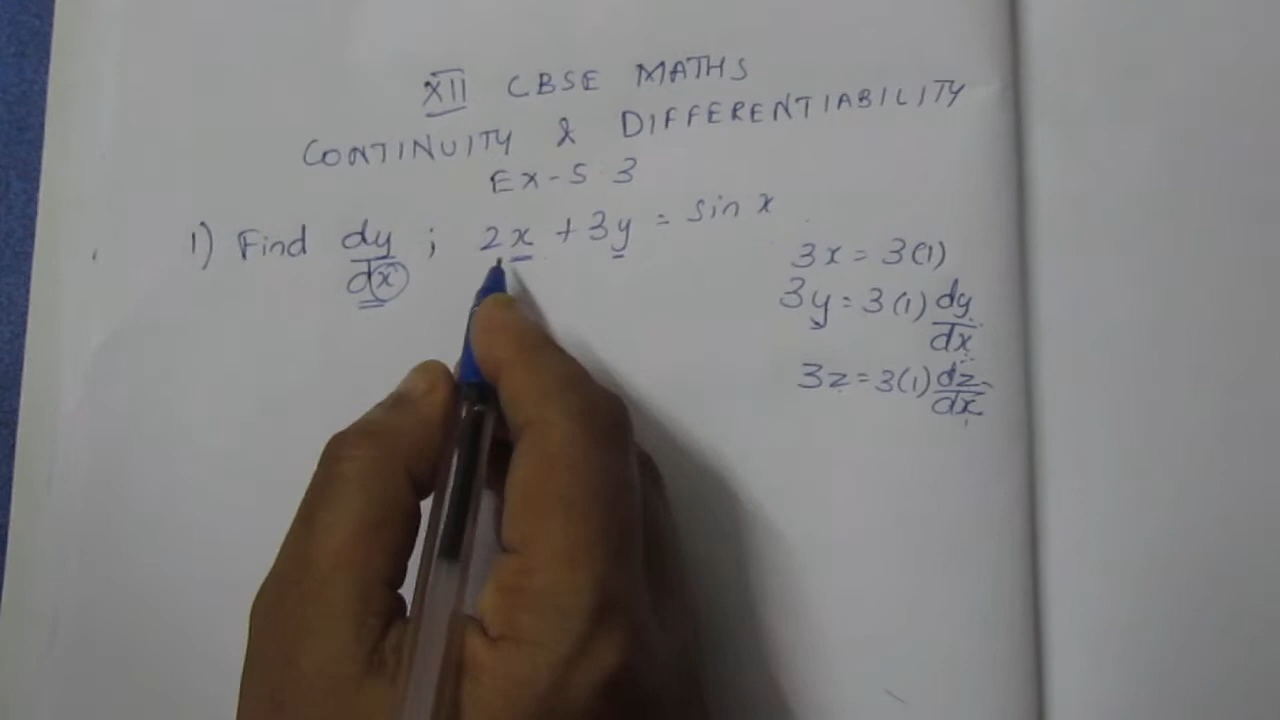 XII CBSE MATHS
CONTINUITY & DIFFERENTIABILITY
Ex-5.3
1) Find dy/dx ; 2x + 3y = sin x
3x = 3(1)
3y = 3(1) dy/dx
3z = 3(1) dz/dx